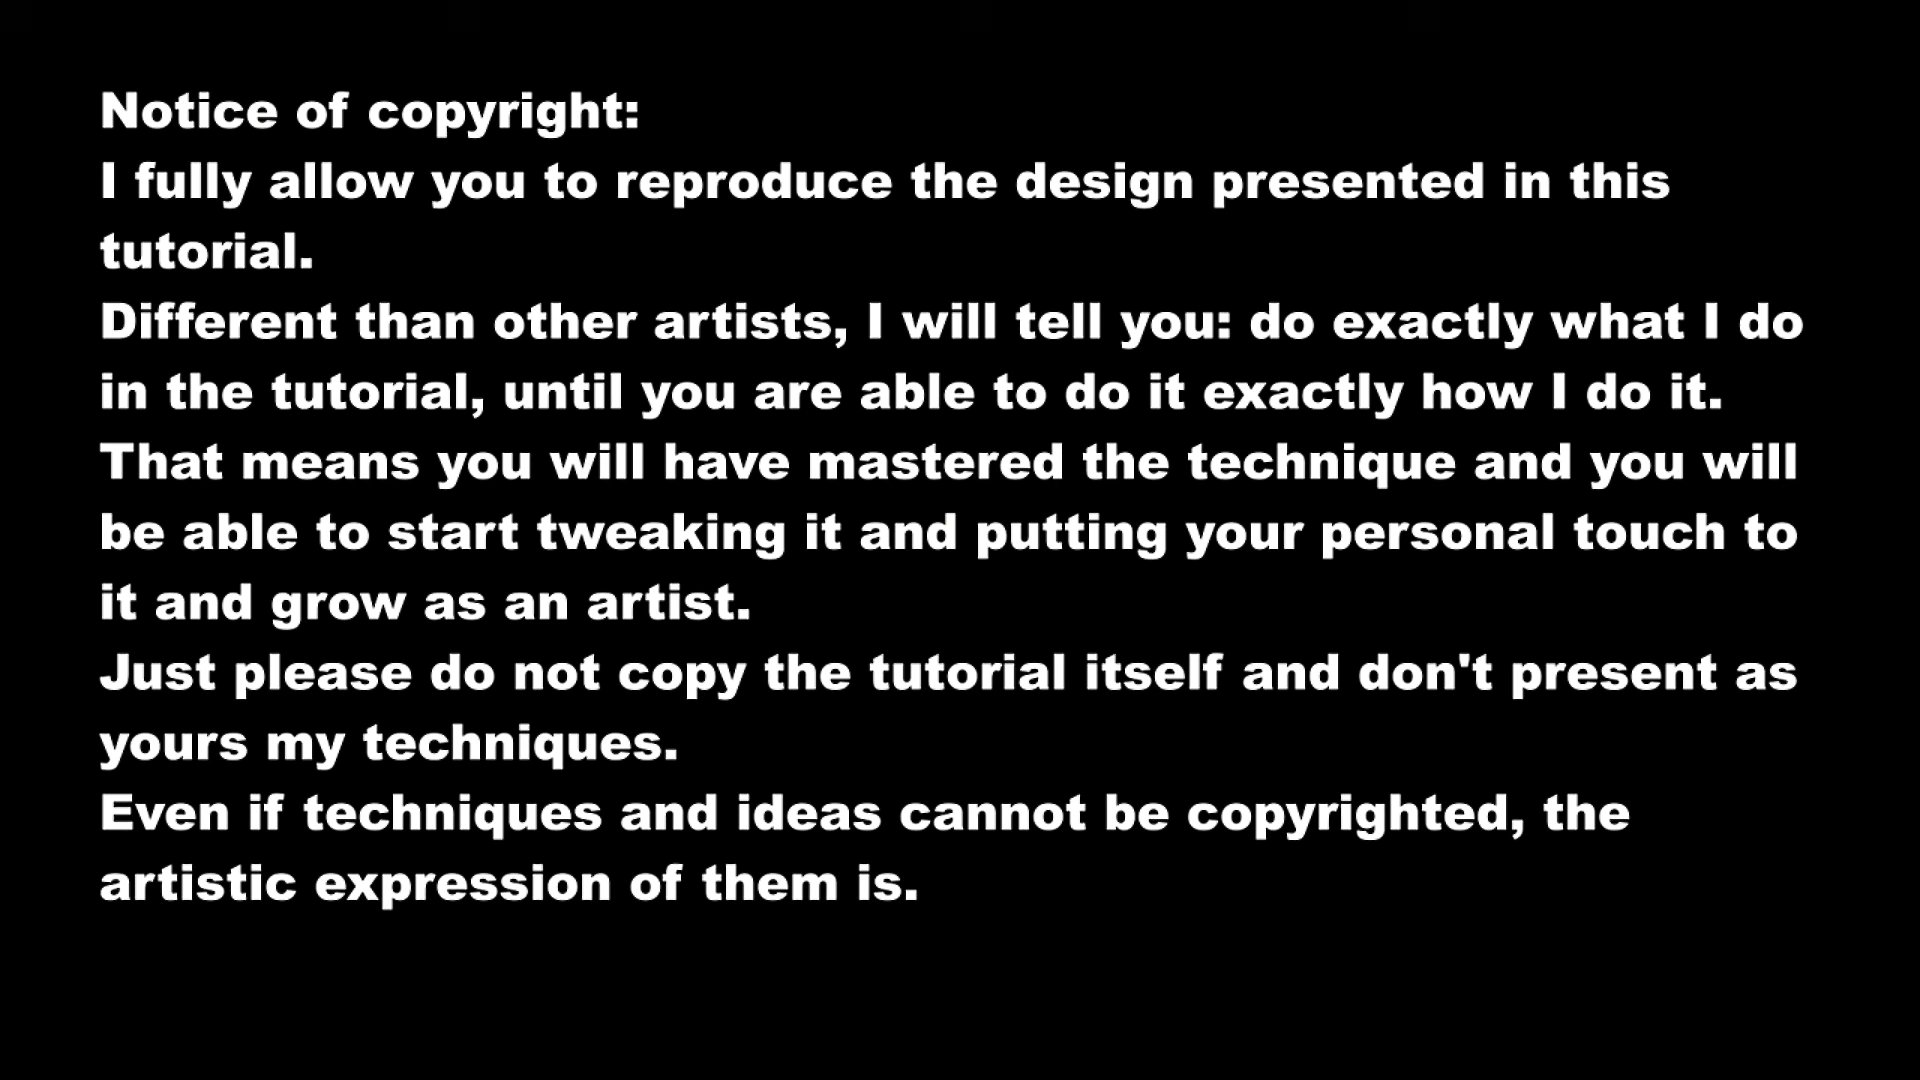 Notice of copyright:
I fully allow you to reproduce the design presented in this
tutorial.
Different than other artists, I will tell you: do exactly what I do
in the tutorial, until you are able to do it exactly how I do it.
That means you will have mastered the technique and you will
be able to start tweaking it and putting your personal touch to
it and grow as an artist.
Just please do not copy the tutorial itself and don't present as
yours my techniques.
Even if techniques and ideas cannot be copyrighted, the
artistic expression of them is.